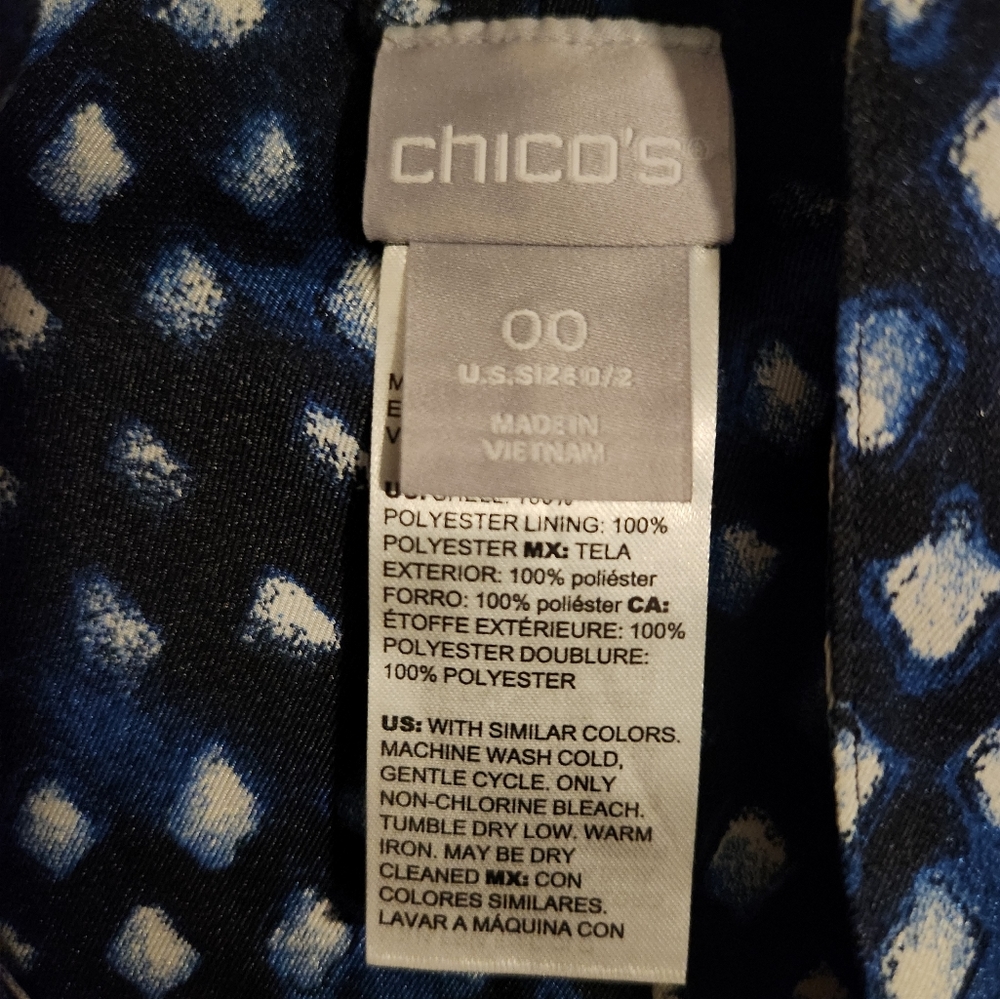 chico's®
00
U.S.SIZE 0/2
MADE IN
VIETNAM
M
E
V
US: SHELL: 100%
POLYESTER LINING: 100%
POLYESTER MX: TELA
EXTERIOR: 100% poliéster
FORRO: 100% poliéster CA:
ÉTOFFE EXTÉRIEURE: 100%
POLYESTER DOUBLURE:
100% POLYESTER
US: WITH SIMILAR COLORS.
MACHINE WASH COLD,
GENTLE CYCLE. ONLY
NON-CHLORINE BLEACH.
TUMBLE DRY LOW. WARM
IRON. MAY BE DRY
CLEANED MX: CON
COLORES SIMILARES.
LAVAR A MÁQUINA CON